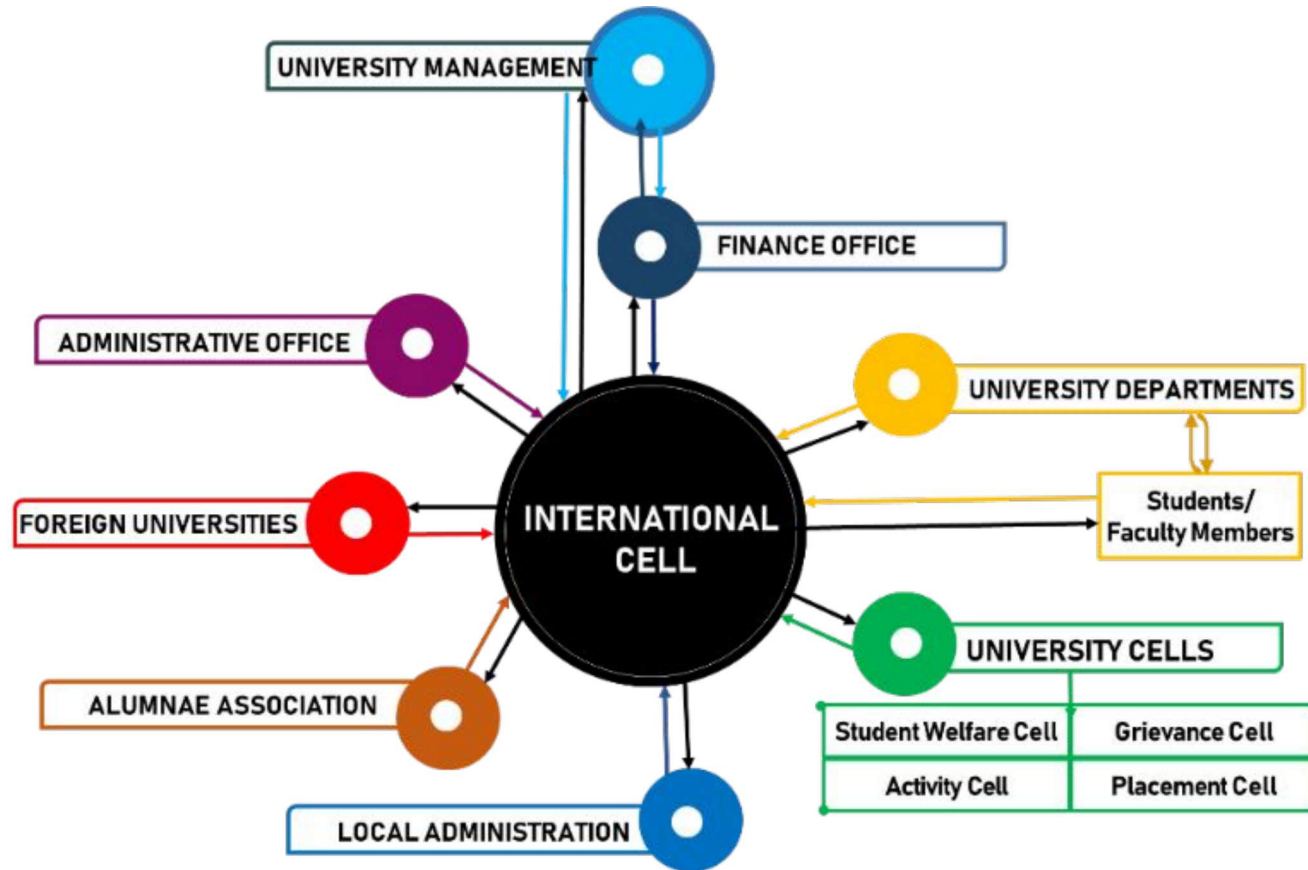 UNIVERSITY MANAGEMENT
FINANCE OFFICE
ADMINISTRATIVE OFFICE
UNIVERSITY DEPARTMENTS
FOREIGN UNIVERSITIES
INTERNATIONAL
CELL
Students/
Faculty Members
ALUMNAE ASSOCIATION
UNIVERSITY CELLS
Student Welfare Cell
Grievance Cell
Activity Cell
Placement Cell
LOCAL ADMINISTRATION